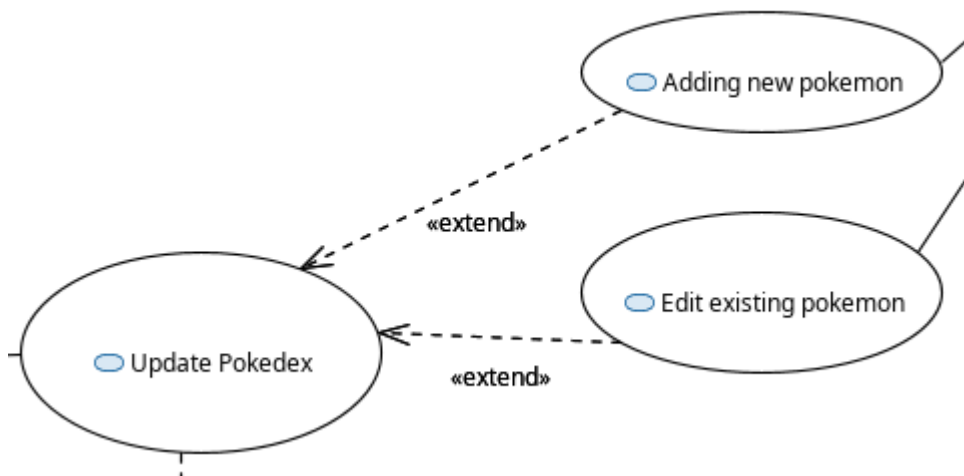 Adding new pokemon
«extend»
Edit existing pokemon
Update Pokedex
«extend»